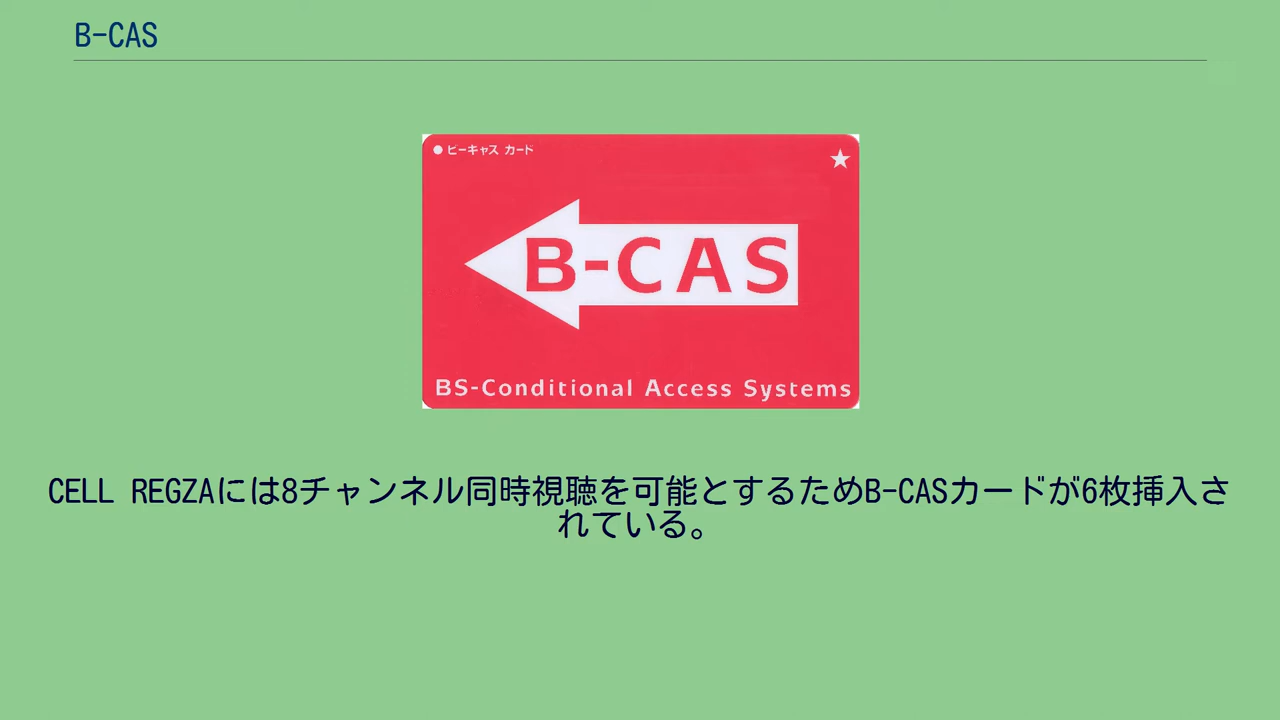 B-CAS
●ビーキャス カード
★
B-CAS
BS-Conditional Access Systems
CELL REGZAには8チャンネル同時視聴を可能とするためB-CASカードが6枚挿入さ
れている。